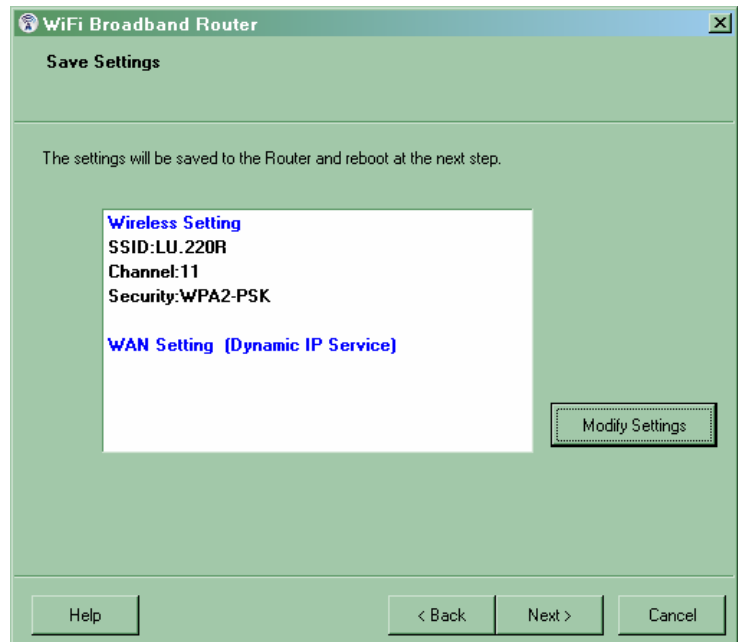 WiFi Broadband Router
Save Settings
The settings will be saved to the Router and reboot at the next step.
Wireless Setting
SSID:LU.220R
Channel:11
Security:WPA2-PSK
WAN Setting (Dynamic IP Service)
Modify Settings
Help
< Back
Next >
Cancel